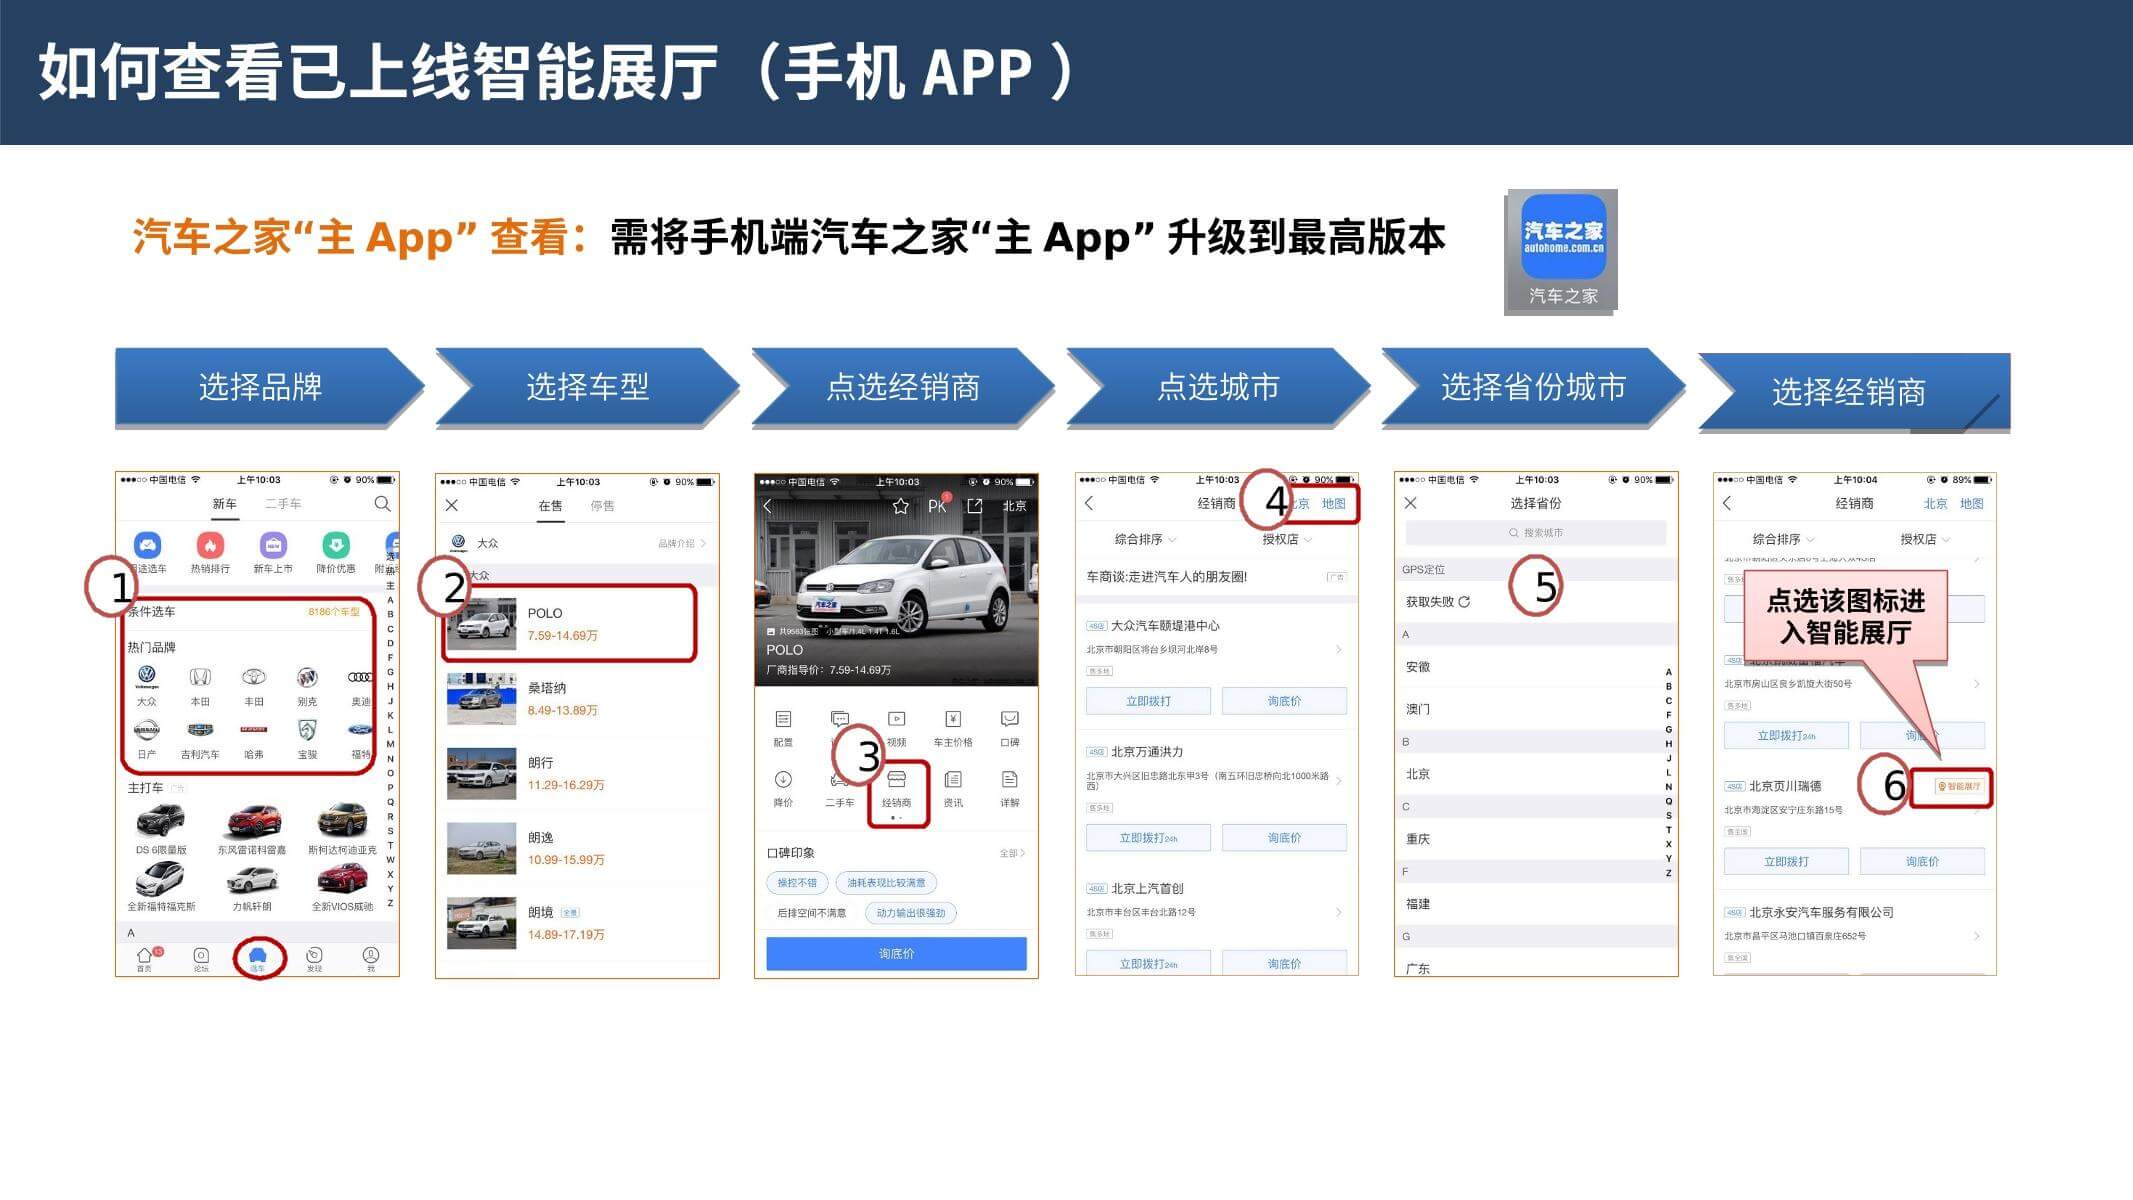 如何查看已上线智能展厅（手机 APP ）
汽车之家“主 App” 查看：需将手机端汽车之家“主 App” 升级到最高版本
汽车之家
autohome.com.cn
汽车之家
选择品牌
选择车型
点选经销商
点选城市
选择省份城市
选择经销商
中国电信 上午10:03 90%
新车 二手车
热销排行 新车上市 降价优惠
1
条件选车 8186个车型
热门品牌
大众 本田 丰田 别克 奥迪
日产 吉利汽车 哈弗 宝骏 福特
主打车 广告
DS 6限量版 东风雷诺科雷嘉 斯柯达柯迪亚克
全新福特福克斯 力帆轩朗 全新VIOS威驰
A
首页 论坛 选车 发现 我
A
B
C
D
F
G
H
J
K
L
M
N
O
P
Q
R
S
T
W
X
Y
Z
中国电信 上午10:03 90%
在售 停售
大众 品牌介绍
2
大众
POLO
7.59-14.69万
桑塔纳
8.49-13.89万
朗行
11.29-16.29万
朗逸
10.99-15.99万
朗境
14.89-17.19万
中国电信 上午10:03 90%
PK 1 北京
POLO
厂商指导价：7.59-14.69万
配置 视频 车主价格 口碑
3
降价 二手车 经销商 资讯 详解
口碑印象 全部
操控不错 油耗表现比较满意
后排空间不满意 动力输出很强劲
询底价
中国电信 上午10:03 90%
经销商 4 北京 地图
综合排序 授权店
车商谈:走进汽车人的朋友圈! 广告
4S店 大众汽车颐堤港中心
北京市朝阳区将台乡坝河北岸8号
售多地
立即拨打 询底价
4S店 北京万通洪力
北京市大兴区旧忠路北东甲3号（南五环旧忠桥向北1000米路
西）
售多地
立即拨打24h 询底价
4S店 北京上汽首创
北京市丰台区丰台北路12号
售多地
立即拨打24h 询底价
中国电信 上午10:03 90%
选择省份
搜索城市
GPS定位
5
获取失败
A
安徽
澳门
B
北京
C
重庆
F
福建
G
广东
A
B
C
F
G
H
J
L
N
Q
S
T
X
Y
Z
中国电信 上午10:04 89%
经销商 北京 地图
综合排序 授权店
点选该图标进
入智能展厅
北京市房山区良乡凯旋大街50号
售多地
立即拨打24h 询底价
4S店 北京页川瑞德 6 智能展厅
北京市海淀区安宁庄东路15号
售全国
立即拨打 询底价
4S店 北京永安汽车服务有限公司
北京市昌平区马池口镇百泉庄652号
售全国